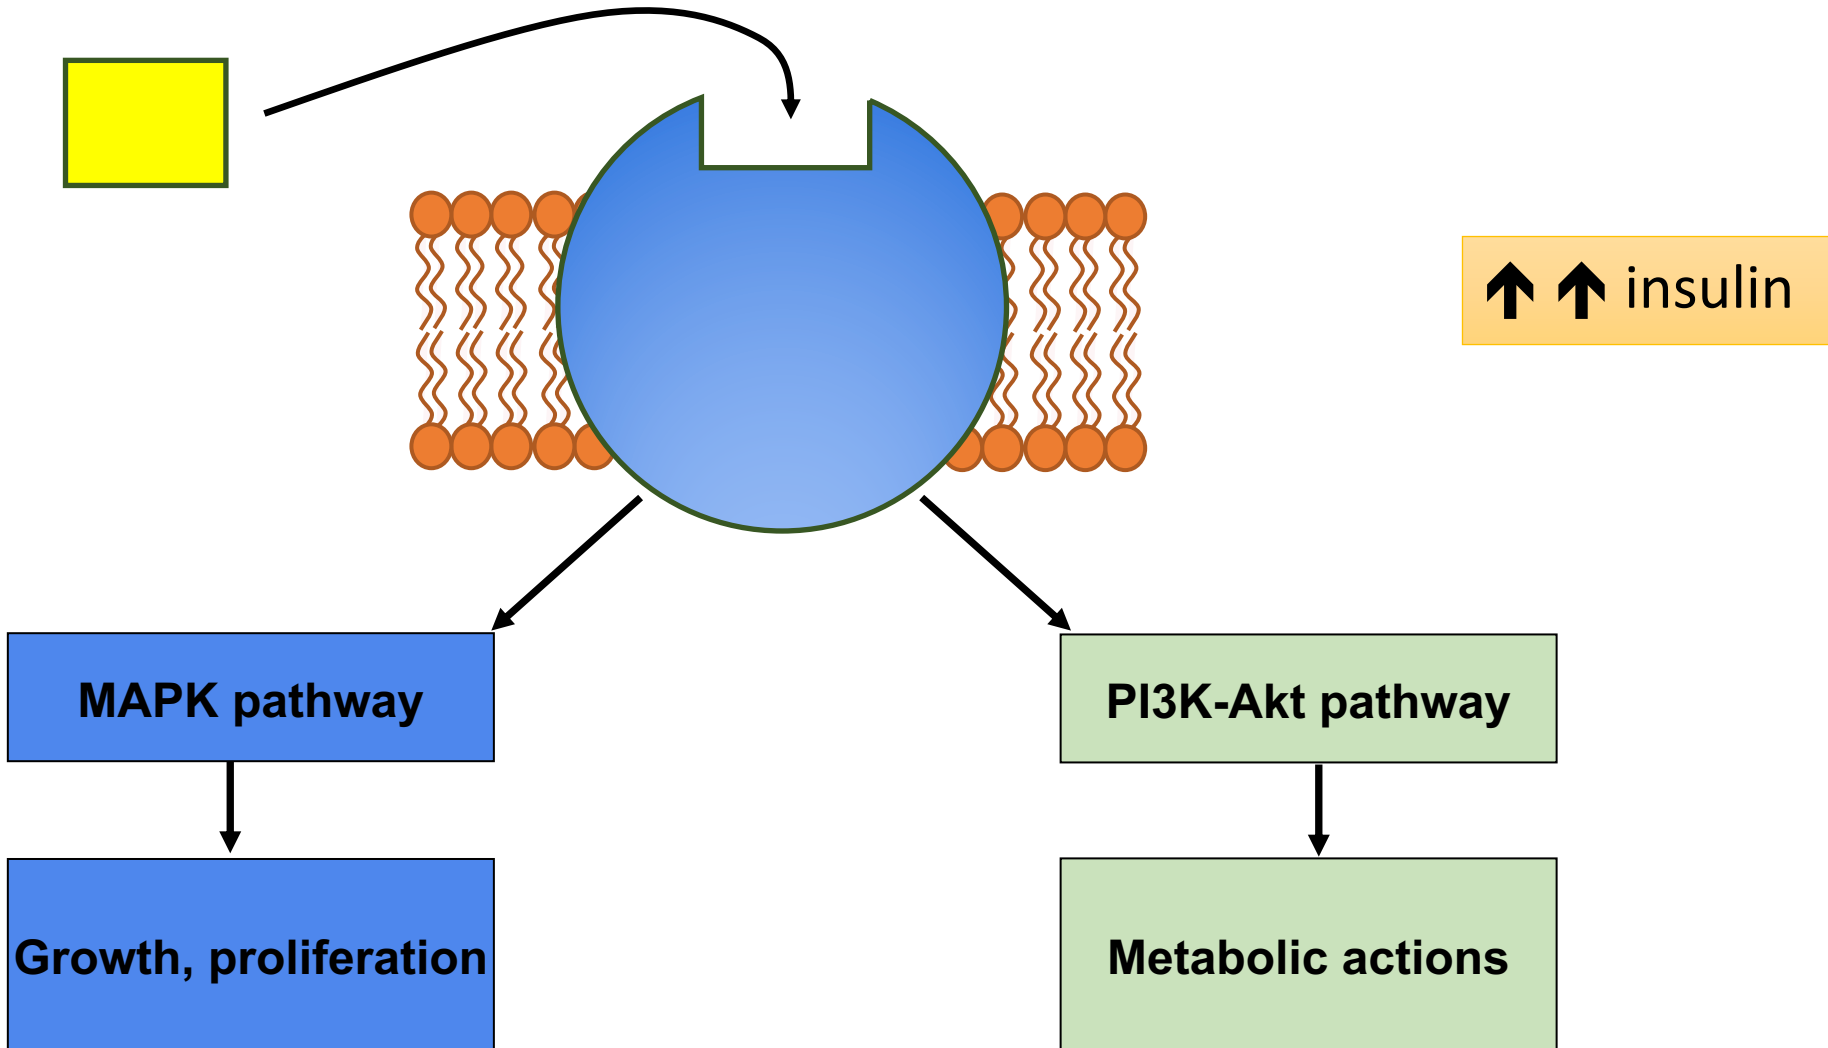 🡅 🡅 insulin
MAPK pathway
PI3K-Akt pathway
Growth, proliferation
Metabolic actions